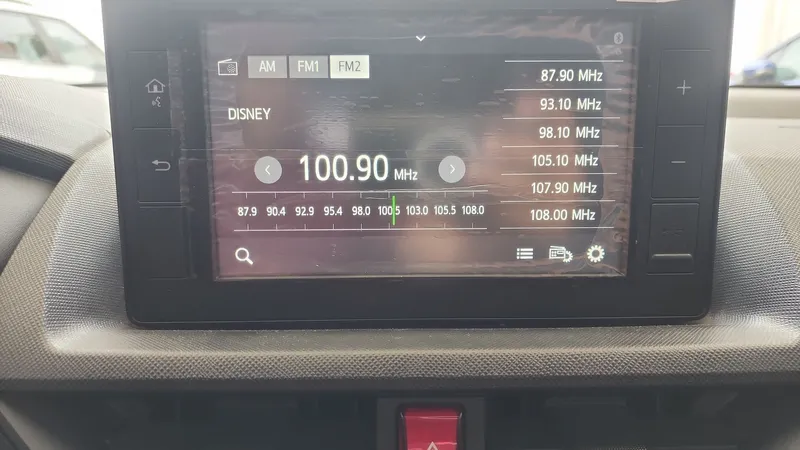 AM FM1 FM2
DISNEY
100.90 MHz
87.9 90.4 92.9 95.4 98.0 100.5 103.0 105.5 108.0
87.90 MHz
93.10 MHz
98.10 MHz
105.10 MHz
107.90 MHz
108.00 MHz
+
−